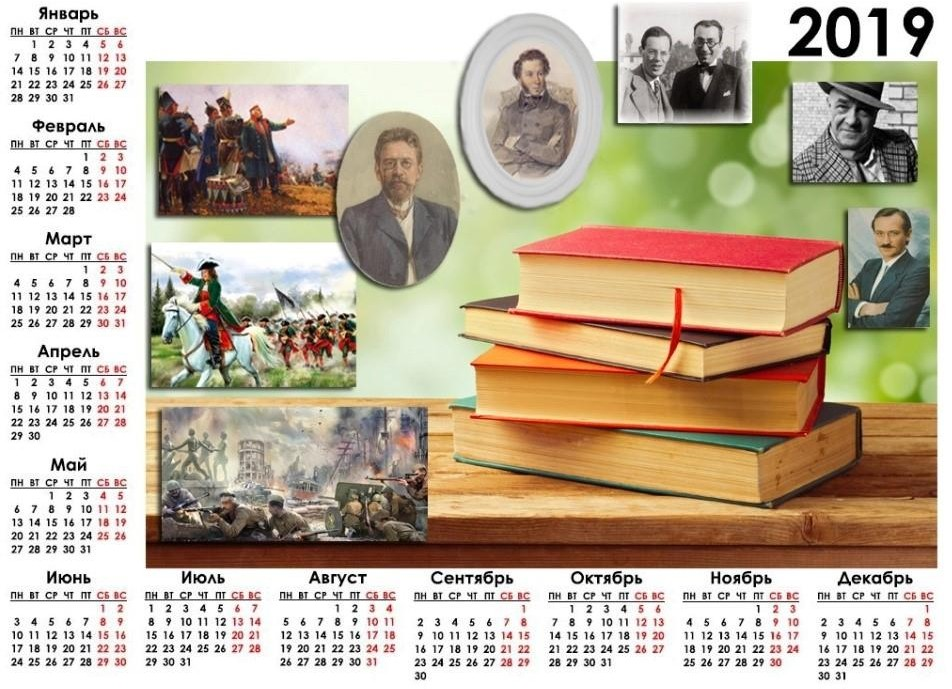 2019
Январь
ПН ВТ СР ЧТ ПТ СБ ВС
1 2 3 4 5 6
7 8 9 10 11 12 13
14 15 16 17 18 19 20
21 22 23 24 25 26 27
28 29 30 31
Февраль
ПН ВТ СР ЧТ ПТ СБ ВС
1 2 3
4 5 6 7 8 9 10
11 12 13 14 15 16 17
18 19 20 21 22 23 24
25 26 27 28
Март
ПН ВТ СР ЧТ ПТ СБ ВС
1 2 3
4 5 6 7 8 9 10
11 12 13 14 15 16 17
18 19 20 21 22 23 24
25 26 27 28 29 30 31
Апрель
ПН ВТ СР ЧТ ПТ СБ ВС
1 2 3 4 5 6 7
8 9 10 11 12 13 14
15 16 17 18 19 20 21
22 23 24 25 26 27 28
29 30
Май
ПН ВТ СР ЧТ ПТ СБ ВС
1 2 3 4 5
6 7 8 9 10 11 12
13 14 15 16 17 18 19
20 21 22 23 24 25 26
27 28 29 30 31
Июнь
ПН ВТ СР ЧТ ПТ СБ ВС
1 2
3 4 5 6 7 8 9
10 11 12 13 14 15 16
17 18 19 20 21 22 23
24 25 26 27 28 29 30
Июль
ПН ВТ СР ЧТ ПТ СБ ВС
1 2 3 4 5 6 7
8 9 10 11 12 13 14
15 16 17 18 19 20 21
22 23 24 25 26 27 28
29 30 31
Август
ПН ВТ СР ЧТ ПТ СБ ВС
1 2 3 4
5 6 7 8 9 10 11
12 13 14 15 16 17 18
19 20 21 22 23 24 25
26 27 28 29 30 31
Сентябрь
ПН ВТ СР ЧТ ПТ СБ ВС
1
2 3 4 5 6 7 8
9 10 11 12 13 14 15
16 17 18 19 20 21 22
23 24 25 26 27 28 29
30
Октябрь
ПН ВТ СР ЧТ ПТ СБ ВС
1 2 3 4 5 6
7 8 9 10 11 12 13
14 15 16 17 18 19 20
21 22 23 24 25 26 27
28 29 30 31
Ноябрь
ПН ВТ СР ЧТ ПТ СБ ВС
1 2 3
4 5 6 7 8 9 10
11 12 13 14 15 16 17
18 19 20 21 22 23 24
25 26 27 28 29 30
Декабрь
ПН ВТ СР ЧТ ПТ СБ ВС
1
2 3 4 5 6 7 8
9 10 11 12 13 14 15
16 17 18 19 20 21 22
23 24 25 26 27 28 29
30 31